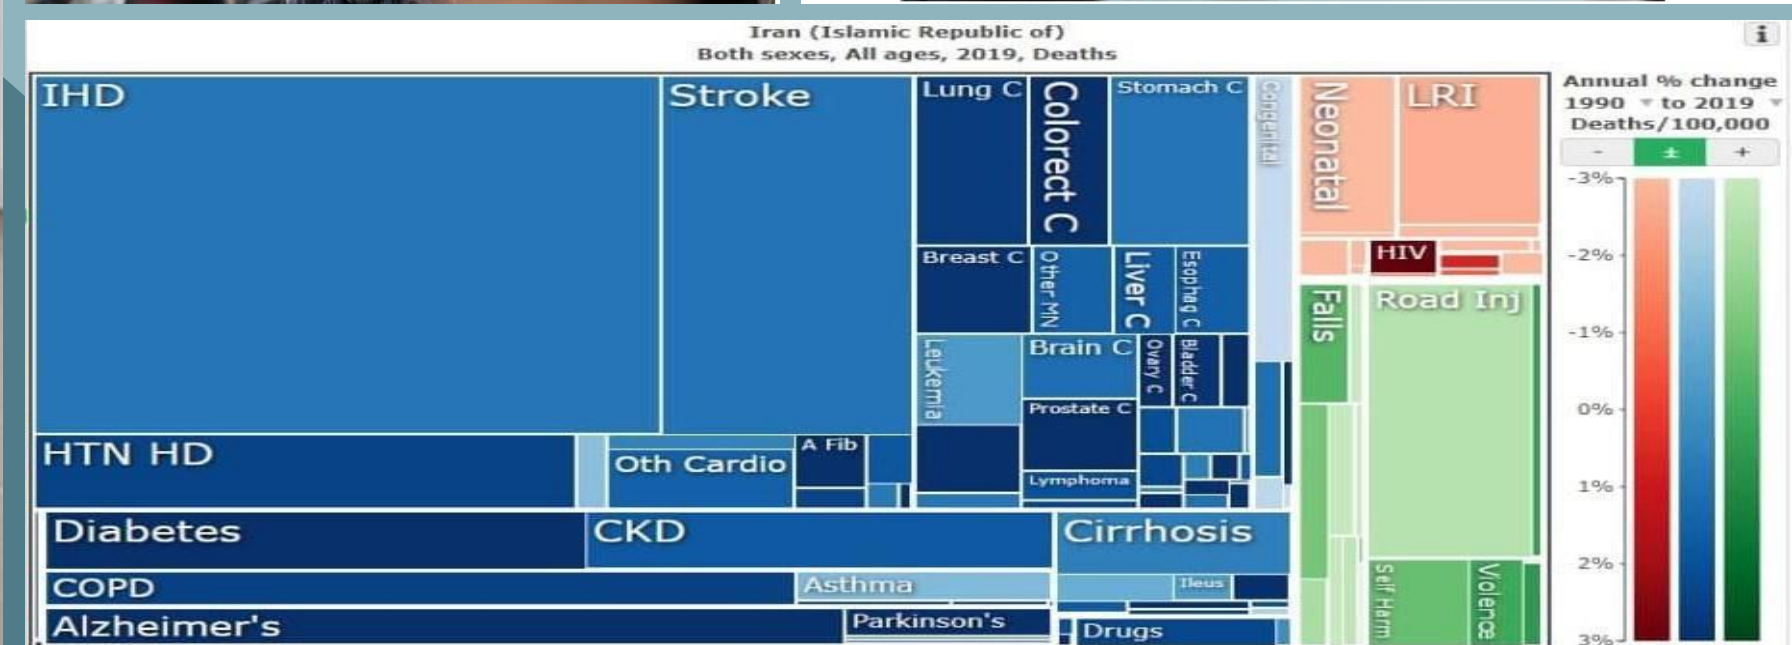 Iran (Islamic Republic of)
Both sexes, All ages, 2019, Deaths
i
IHD
Stroke
Lung C
Colorect C
Stomach C
Congenital
Neonatal
LRI
Breast C
Other MN
Liver C
Esophag C
HIV
Leukemia
Brain C
Ovary C
Bladder C
Falls
Road Inj
Prostate C
Lymphoma
HTN HD
Oth Cardio
A Fib
Diabetes
CKD
Cirrhosis
COPD
Asthma
Ileus
Self Harm
Violence
Alzheimer's
Parkinson's
Drugs
Annual % change
1990 to 2019
Deaths/100,000
- ± +
-3%
-2%
-1%
0%
1%
2%
3%